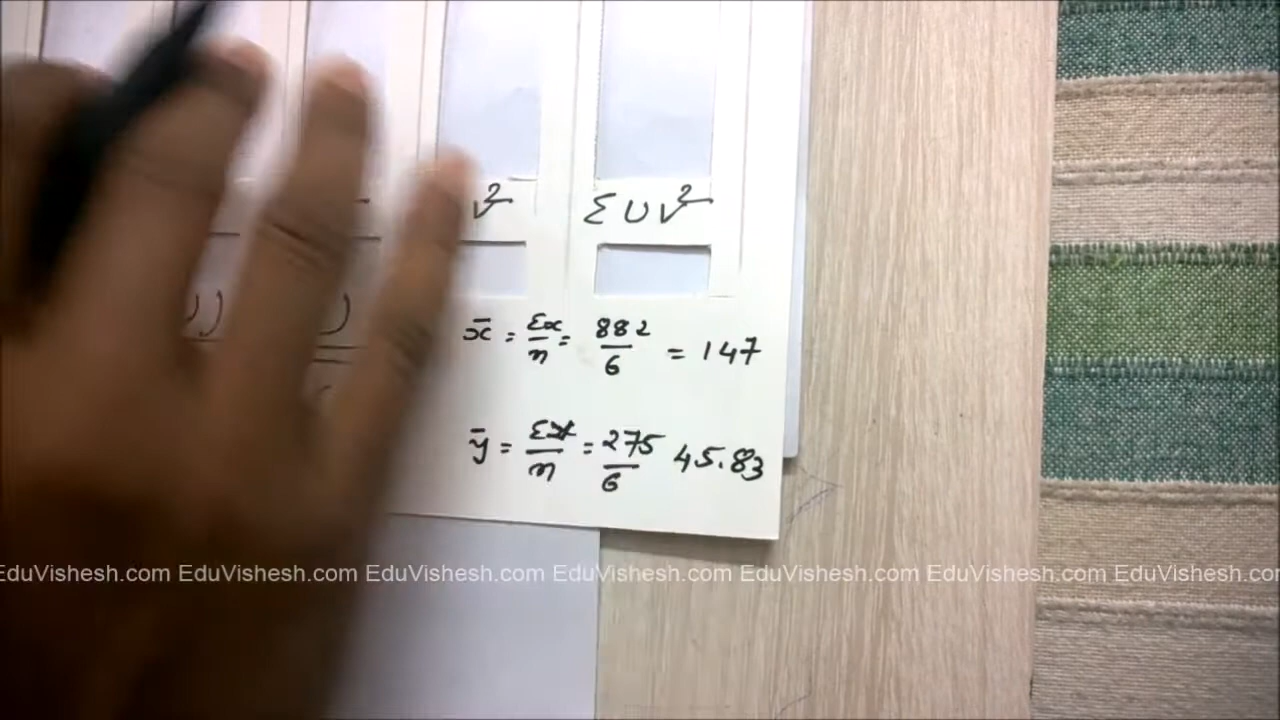 v² ΣUV²
x̄ = Σx/n = 882/6 = 147
ȳ = Σy/n = 275/6 45.83
EduVishesh.com EduVishesh.com EduVishesh.com EduVishesh.com EduVishesh.com EduVishesh.com EduVishesh.com